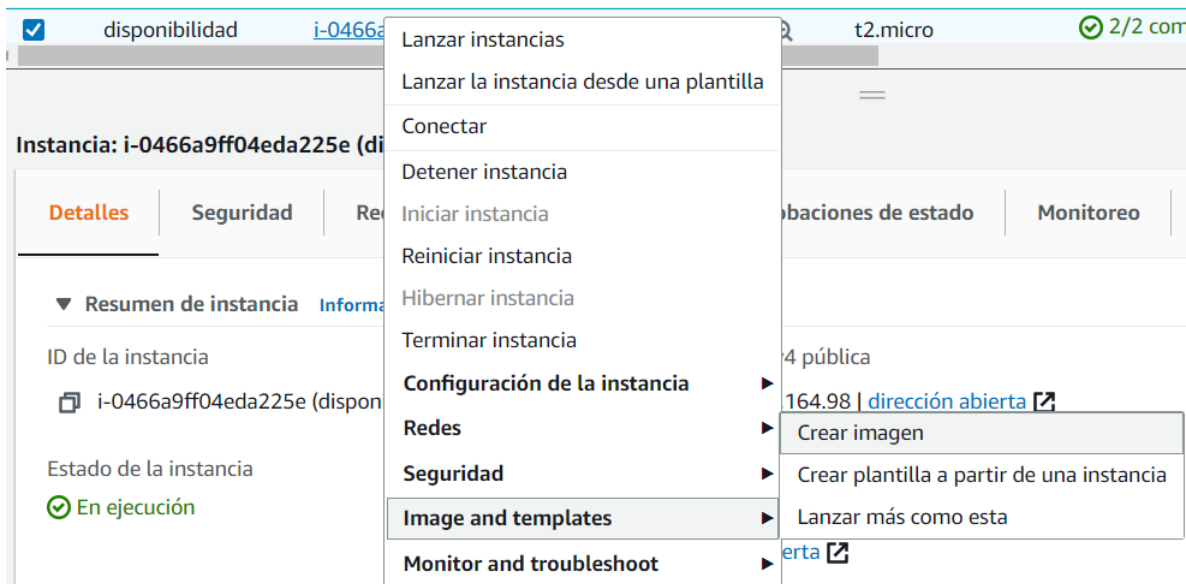 disponibilidad i-0466a t2.micro 2/2 com
Lanzar instancias
Lanzar la instancia desde una plantilla
Conectar
Instancia: i-0466a9ff04eda225e (di
Detener instancia
Detalles Seguridad Re Iniciar instancia baciones de estado Monitoreo
Reiniciar instancia
Resumen de instancia Informa Hibernar instancia
Terminar instancia
ID de la instancia 4 pública
Configuración de la instancia
i-0466a9ff04eda225e (dispon 164.98 | dirección abierta
Redes Crear imagen
Estado de la instancia Seguridad Crear plantilla a partir de una instancia
En ejecución Image and templates Lanzar más como esta
Monitor and troubleshoot erta